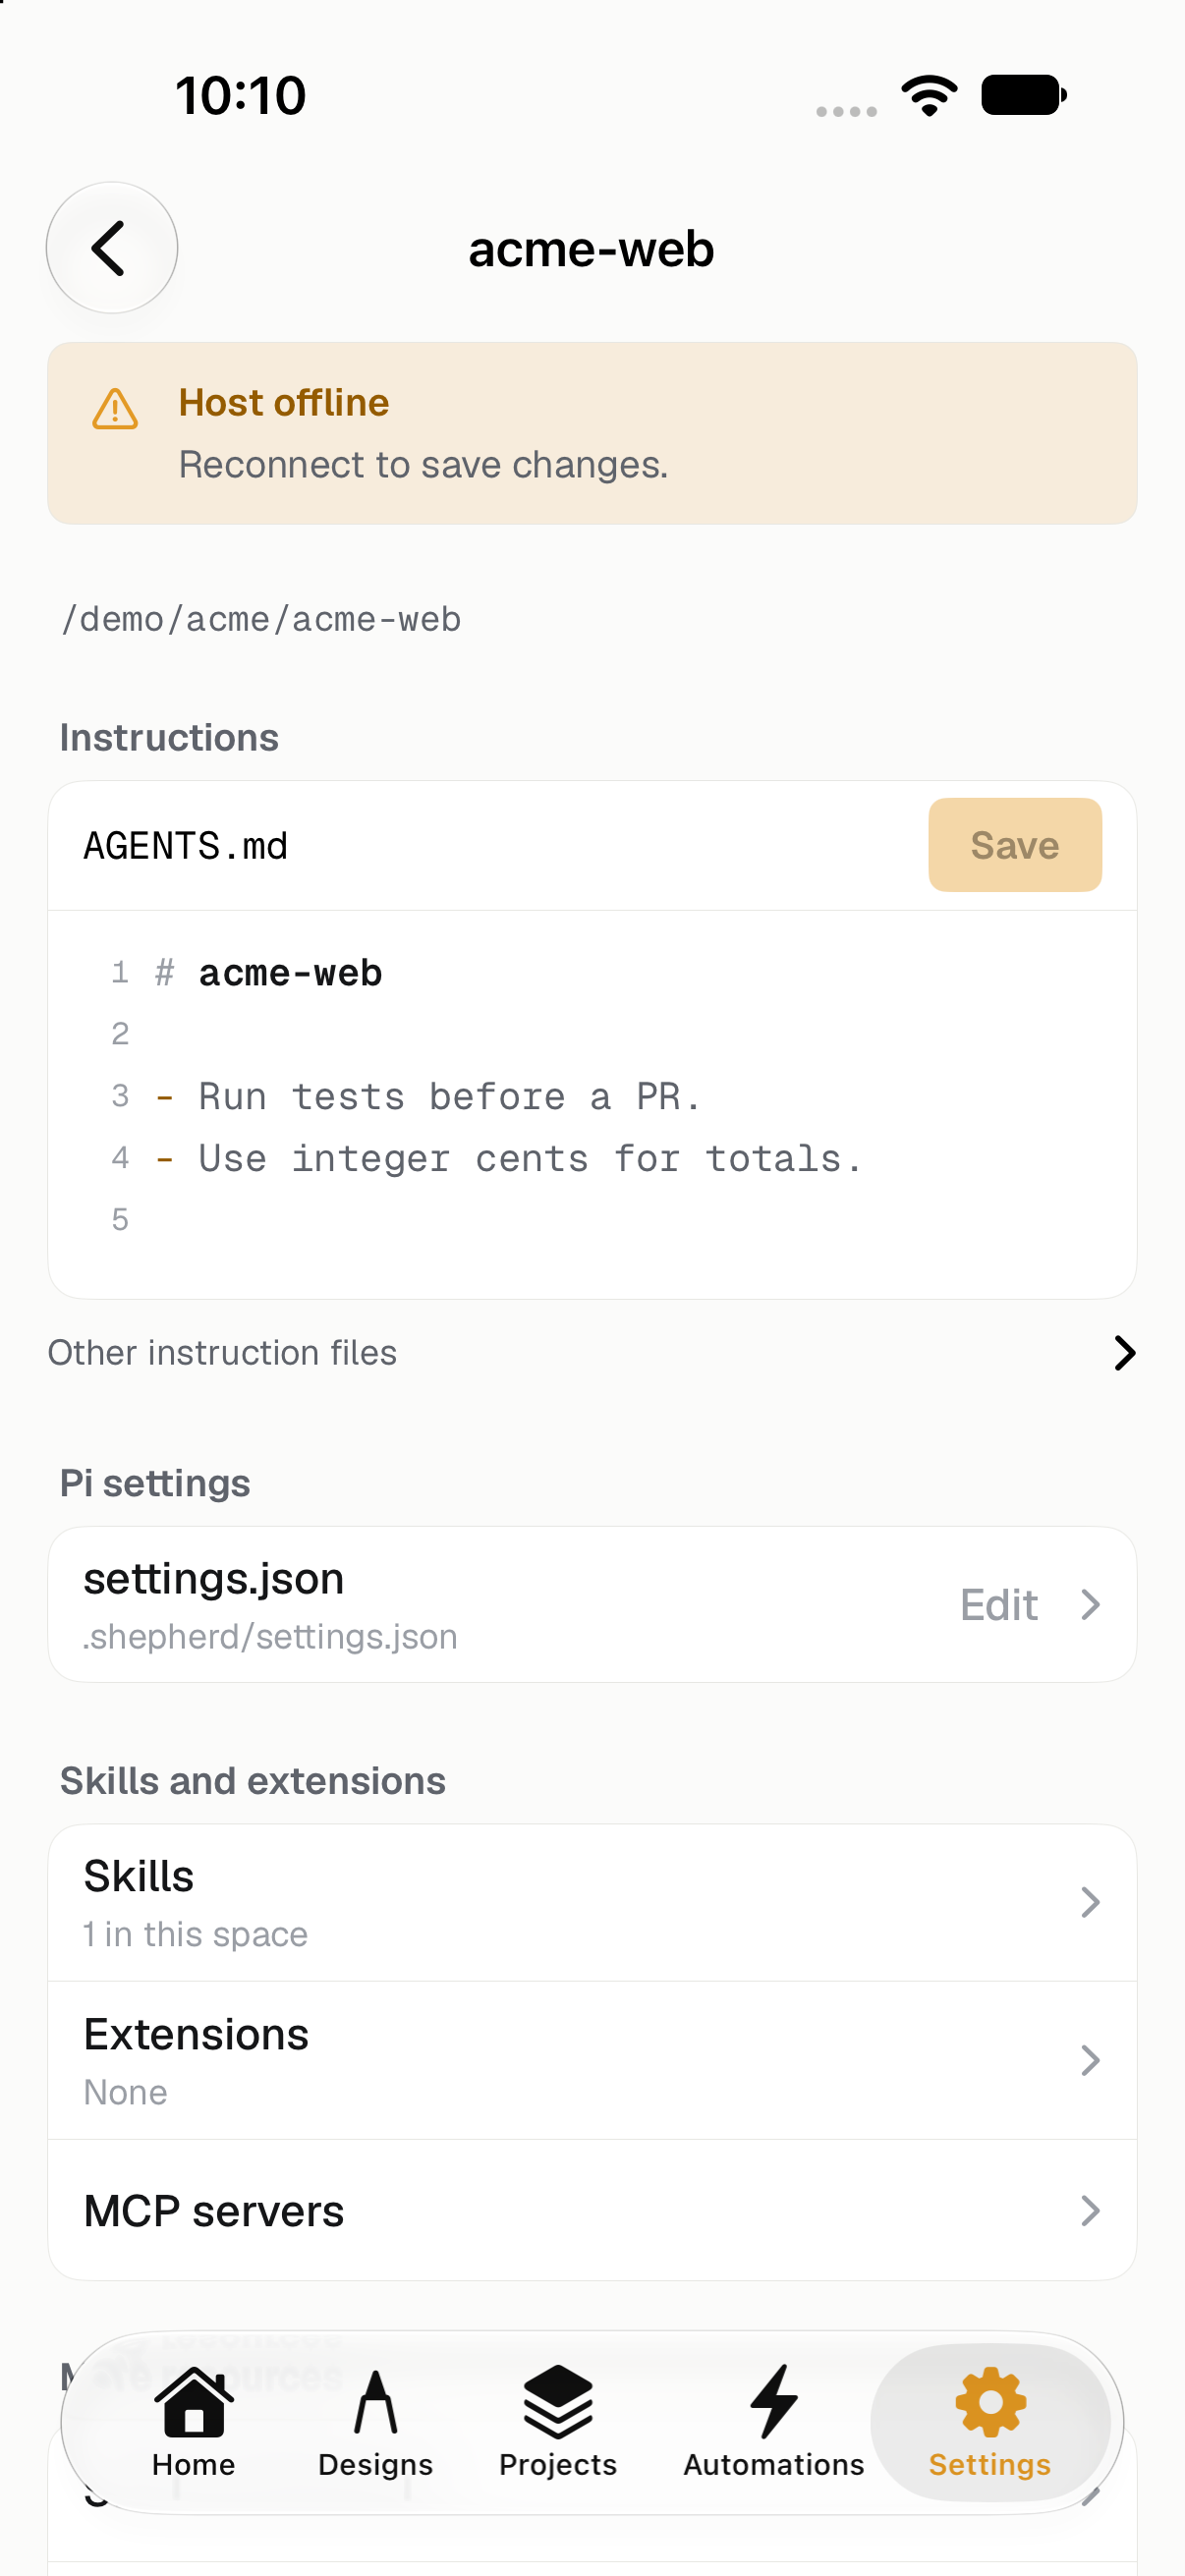 10:10
acme-web
Host offline
Reconnect to save changes.
/demo/acme/acme-web
Instructions
AGENTS.md
Save
1 # acme-web
2
3 - Run tests before a PR.
4 - Use integer cents for totals.
5
Other instruction files
Pi settings
settings.json
.shepherd/settings.json
Edit
Skills and extensions
Skills
1 in this space
Extensions
None
MCP servers
More resources
Home
Designs
Projects
Automations
Settings